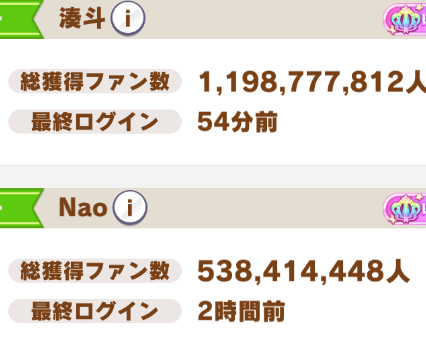 湊斗 i
総獲得ファン数 1,198,777,812人
最終ログイン 54分前
Nao i
総獲得ファン数 538,414,448人
最終ログイン 2時間前